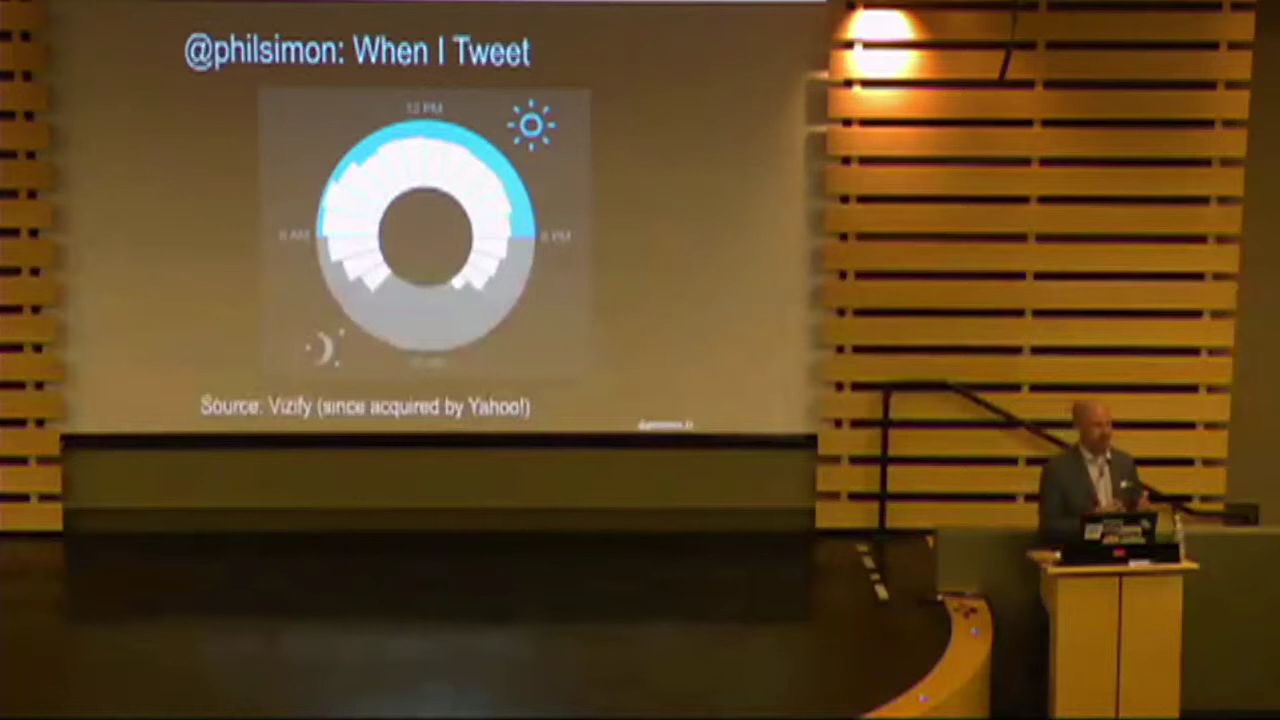 @philsimon: When I Tweet
12 PM
6 AM
6 PM
Source: Vizify (since acquired by Yahoo!)